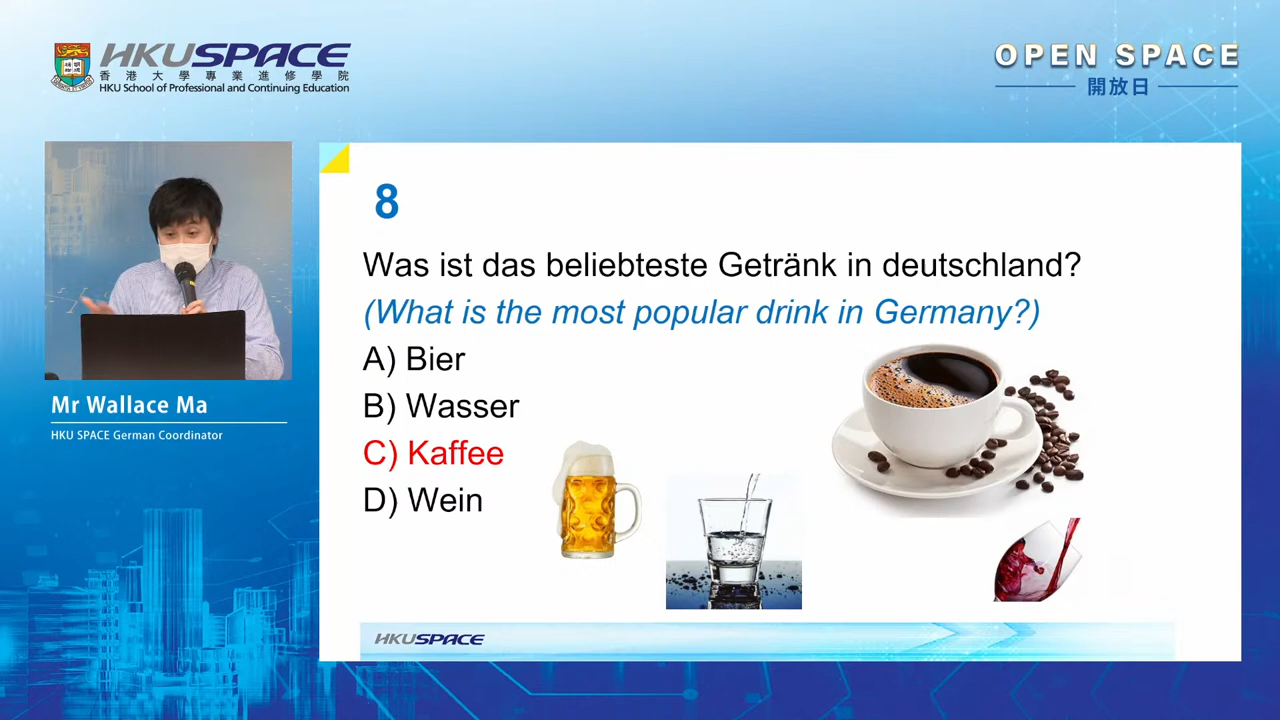 HKUSPACE
香港大學專業進修學院
HKU School of Professional and Continuing Education
OPEN SPACE
開放日
8
Was ist das beliebteste Getränk in deutschland?
(What is the most popular drink in Germany?)
A) Bier
B) Wasser
C) Kaffee
D) Wein
Mr Wallace Ma
HKU SPACE German Coordinator
HKUSPACE